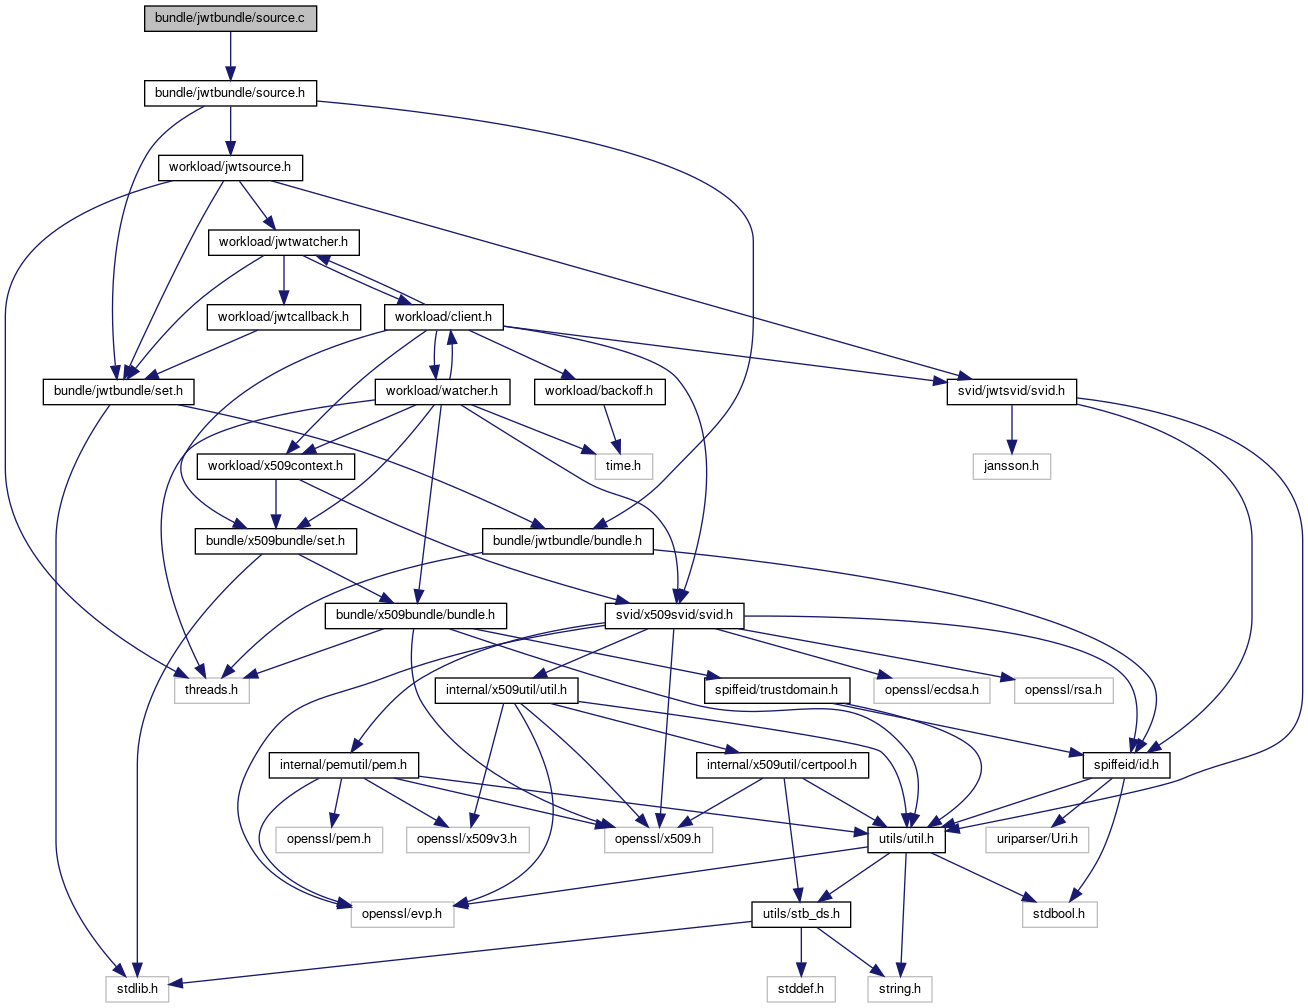 bundle/jwtbundle/source.c
bundle/jwtbundle/source.h
workload/jwtsource.h
workload/jwtwatcher.h
workload/jwtcallback.h
workload/client.h
bundle/jwtbundle/set.h
workload/watcher.h
workload/backoff.h
svid/jwtsvid/svid.h
workload/x509context.h
time.h
jansson.h
bundle/x509bundle/set.h
bundle/jwtbundle/bundle.h
bundle/x509bundle/bundle.h
svid/x509svid/svid.h
threads.h
internal/x509util/util.h
spiffeid/trustdomain.h
openssl/ecdsa.h
openssl/rsa.h
internal/pemutil/pem.h
internal/x509util/certpool.h
spiffeid/id.h
openssl/pem.h
openssl/x509v3.h
openssl/x509.h
utils/util.h
uriparser/Uri.h
openssl/evp.h
utils/stb_ds.h
stdbool.h
stdlib.h
stddef.h
string.h